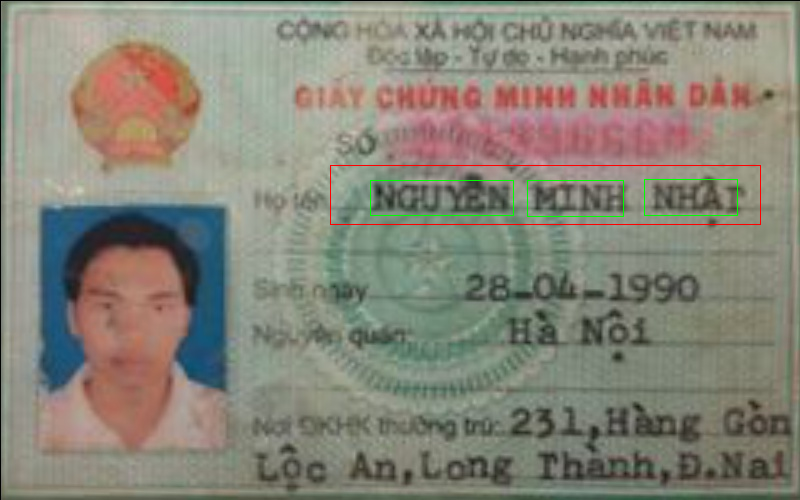 CỘNG HÒA XÃ HỘI CHỦ NGHĨA VIỆT NAM
Độc lập - Tự do - Hạnh phúc
GIẤY CHỨNG MINH NHÂN DÂN
SỐ
Họ tên NGUYỄN MINH NHẬT
Sinh ngày 28-04-1990
Nguyên quán: Hà Nội
Nơi ĐKHK thường trú: 231,Hàng Gòn
Lộc An,Long Thành,Đ.Nai